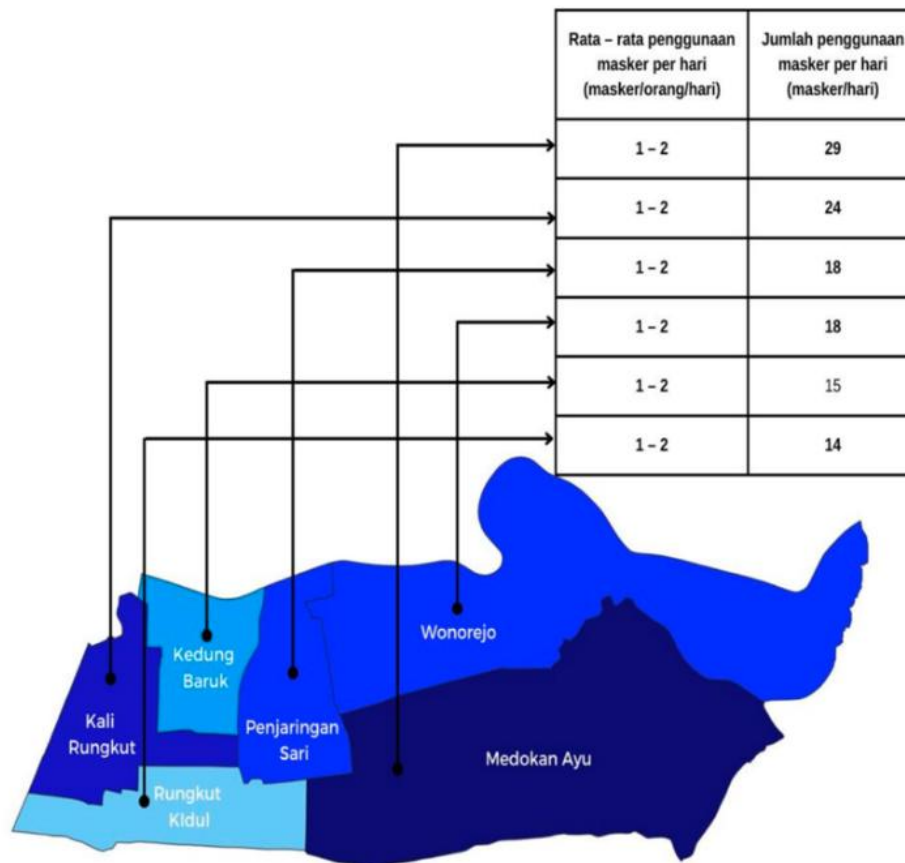 Rata – rata penggunaan
masker per hari
(masker/orang/hari)
Jumlah penggunaan
masker per hari
(masker/hari)
1 – 2
29
1 – 2
24
1 – 2
18
1 – 2
18
1 – 2
15
1 – 2
14
Wonorejo
Kedung
Baruk
Kali
Rungkut
Penjaringan
Sari
Medokan Ayu
Rungkut
KIdul